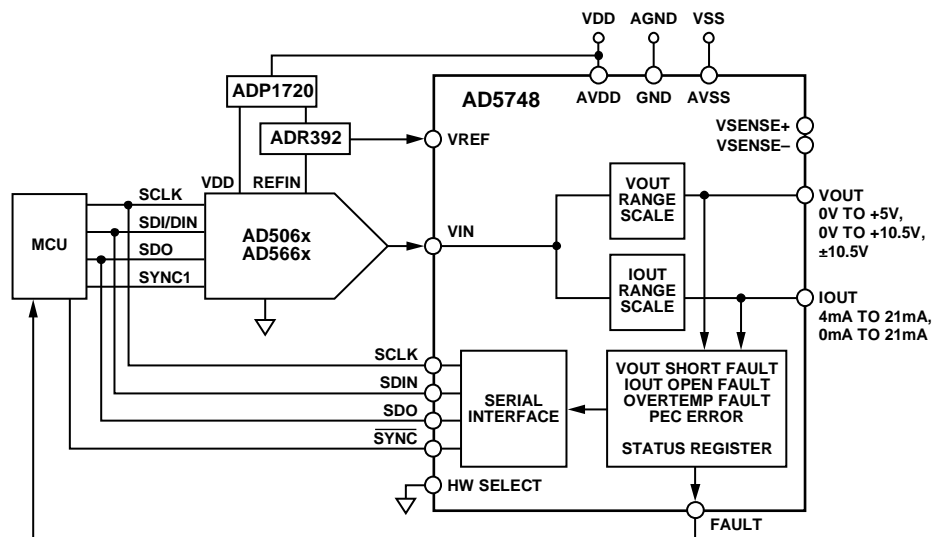 VDD AGND VSS
ADP1720
AD5748
AVDD GND AVSS
ADR392
VREF
VSENSE+
VSENSE–
VDD REFIN
SCLK
SDI/DIN
SDO
SYNC1
MCU
AD506x
AD566x
VIN
VOUT
RANGE
SCALE
VOUT
0V TO +5V,
0V TO +10.5V,
±10.5V
IOUT
RANGE
SCALE
IOUT
4mA TO 21mA,
0mA TO 21mA
SCLK
SDIN
SDO
SYNC
SERIAL
INTERFACE
VOUT SHORT FAULT
IOUT OPEN FAULT
OVERTEMP FAULT
PEC ERROR
STATUS REGISTER
HW SELECT
FAULT